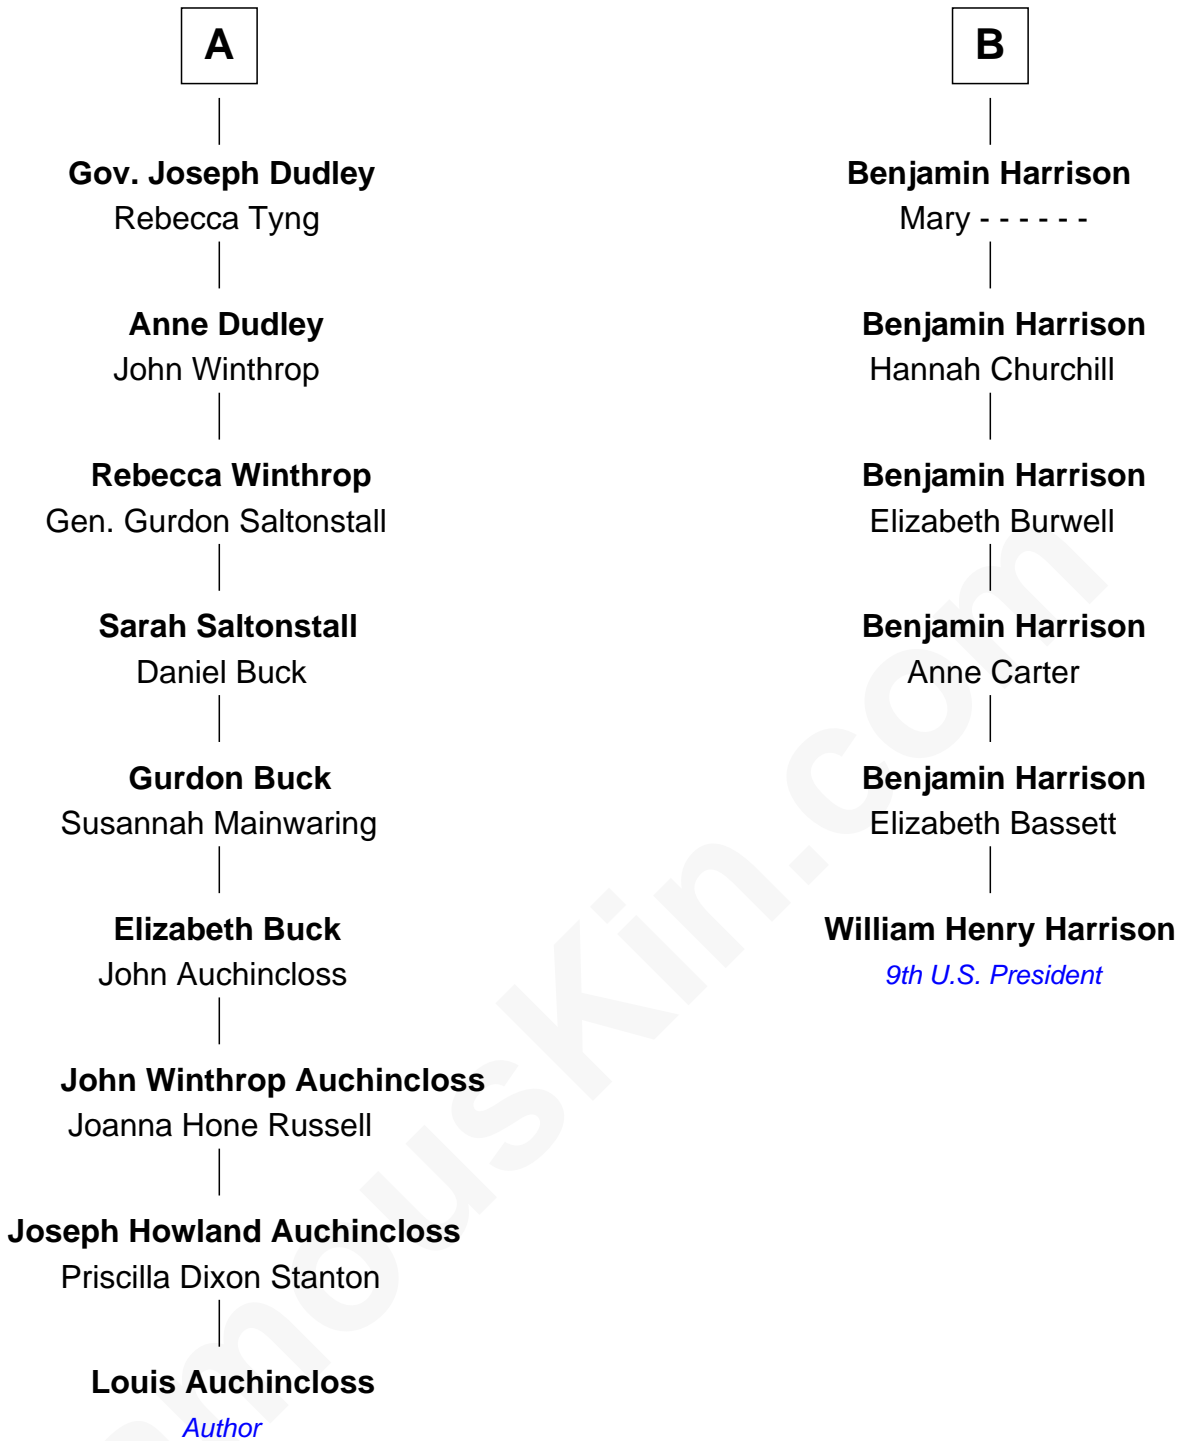 A
Gov. Joseph Dudley
Rebecca Tyng
Anne Dudley
John Winthrop
Rebecca Winthrop
Gen. Gurdon Saltonstall
Sarah Saltonstall
Daniel Buck
Gurdon Buck
Susannah Mainwaring
Elizabeth Buck
John Auchincloss
John Winthrop Auchincloss
Joanna Hone Russell
Joseph Howland Auchincloss
Priscilla Dixon Stanton
Louis Auchincloss
Author
B
Benjamin Harrison
Mary - - - - - -
Benjamin Harrison
Hannah Churchill
Benjamin Harrison
Elizabeth Burwell
Benjamin Harrison
Anne Carter
Benjamin Harrison
Elizabeth Bassett
William Henry Harrison
9th U.S. President
amouskin.com